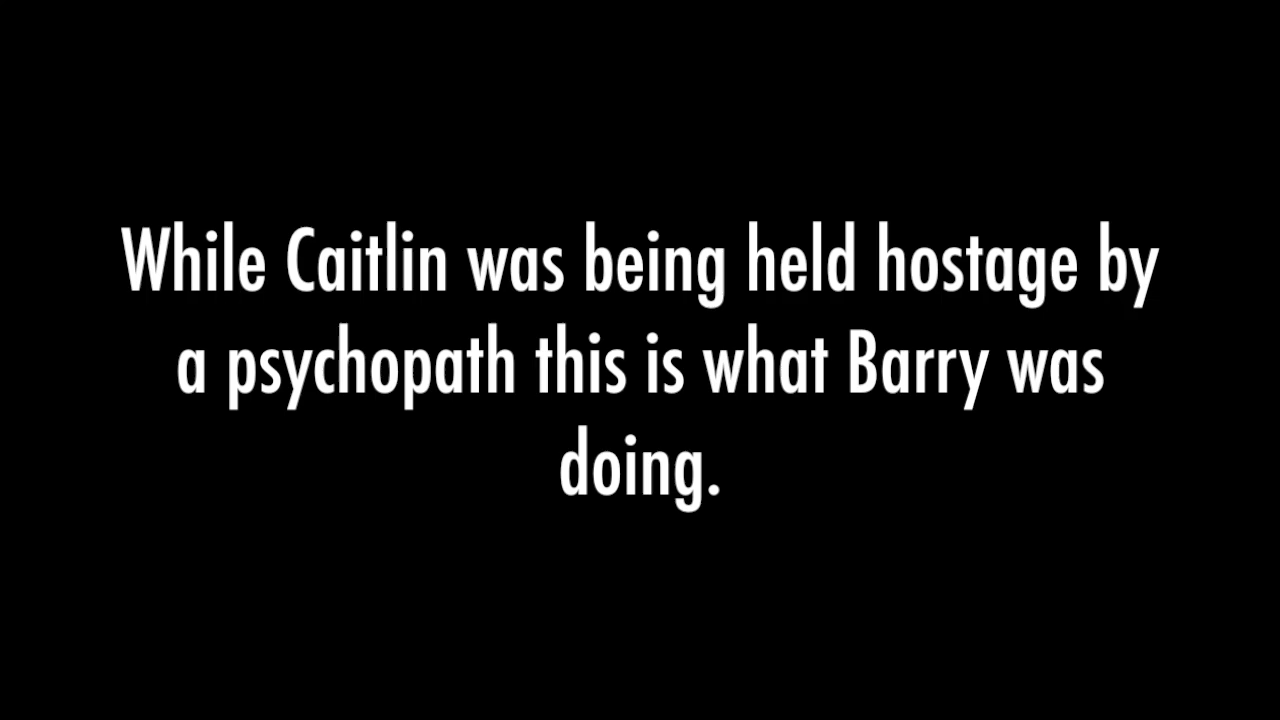 While Caitlin was being held hostage by
a psychopath this is what Barry was
doing.